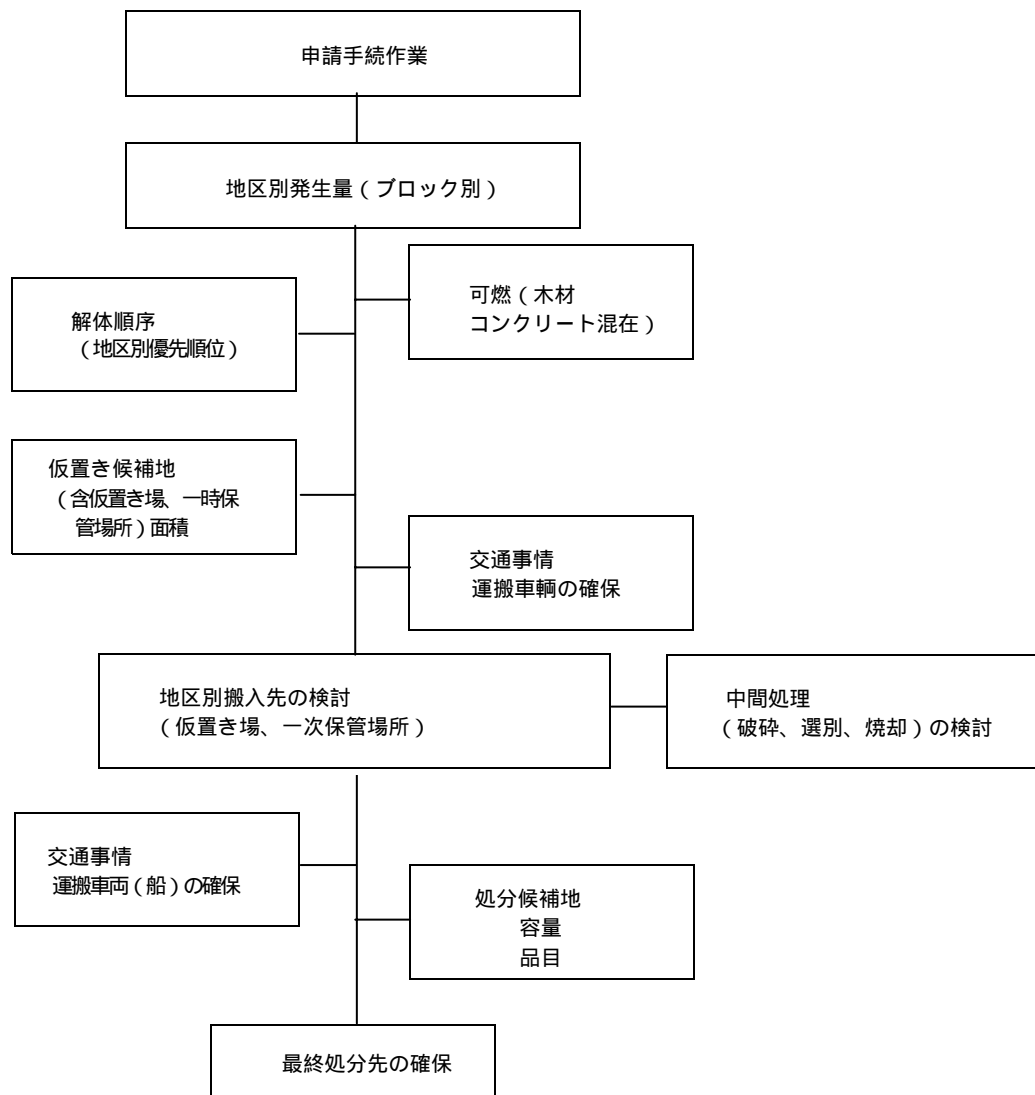 申請手続作業
地区別発生量（ブロック別）
可燃（木材
コンクリート混在）
解体順序
（地区別優先順位）
仮置き候補地
（含仮置き場、一時保
管場所）面積
交通事情
運搬車輌の確保
地区別搬入先の検討
（仮置き場、一次保管場所）
中間処理
（破砕、選別、焼却）の検討
交通事情
運搬車両（船）の確保
処分候補地
容量
品目
最終処分先の確保